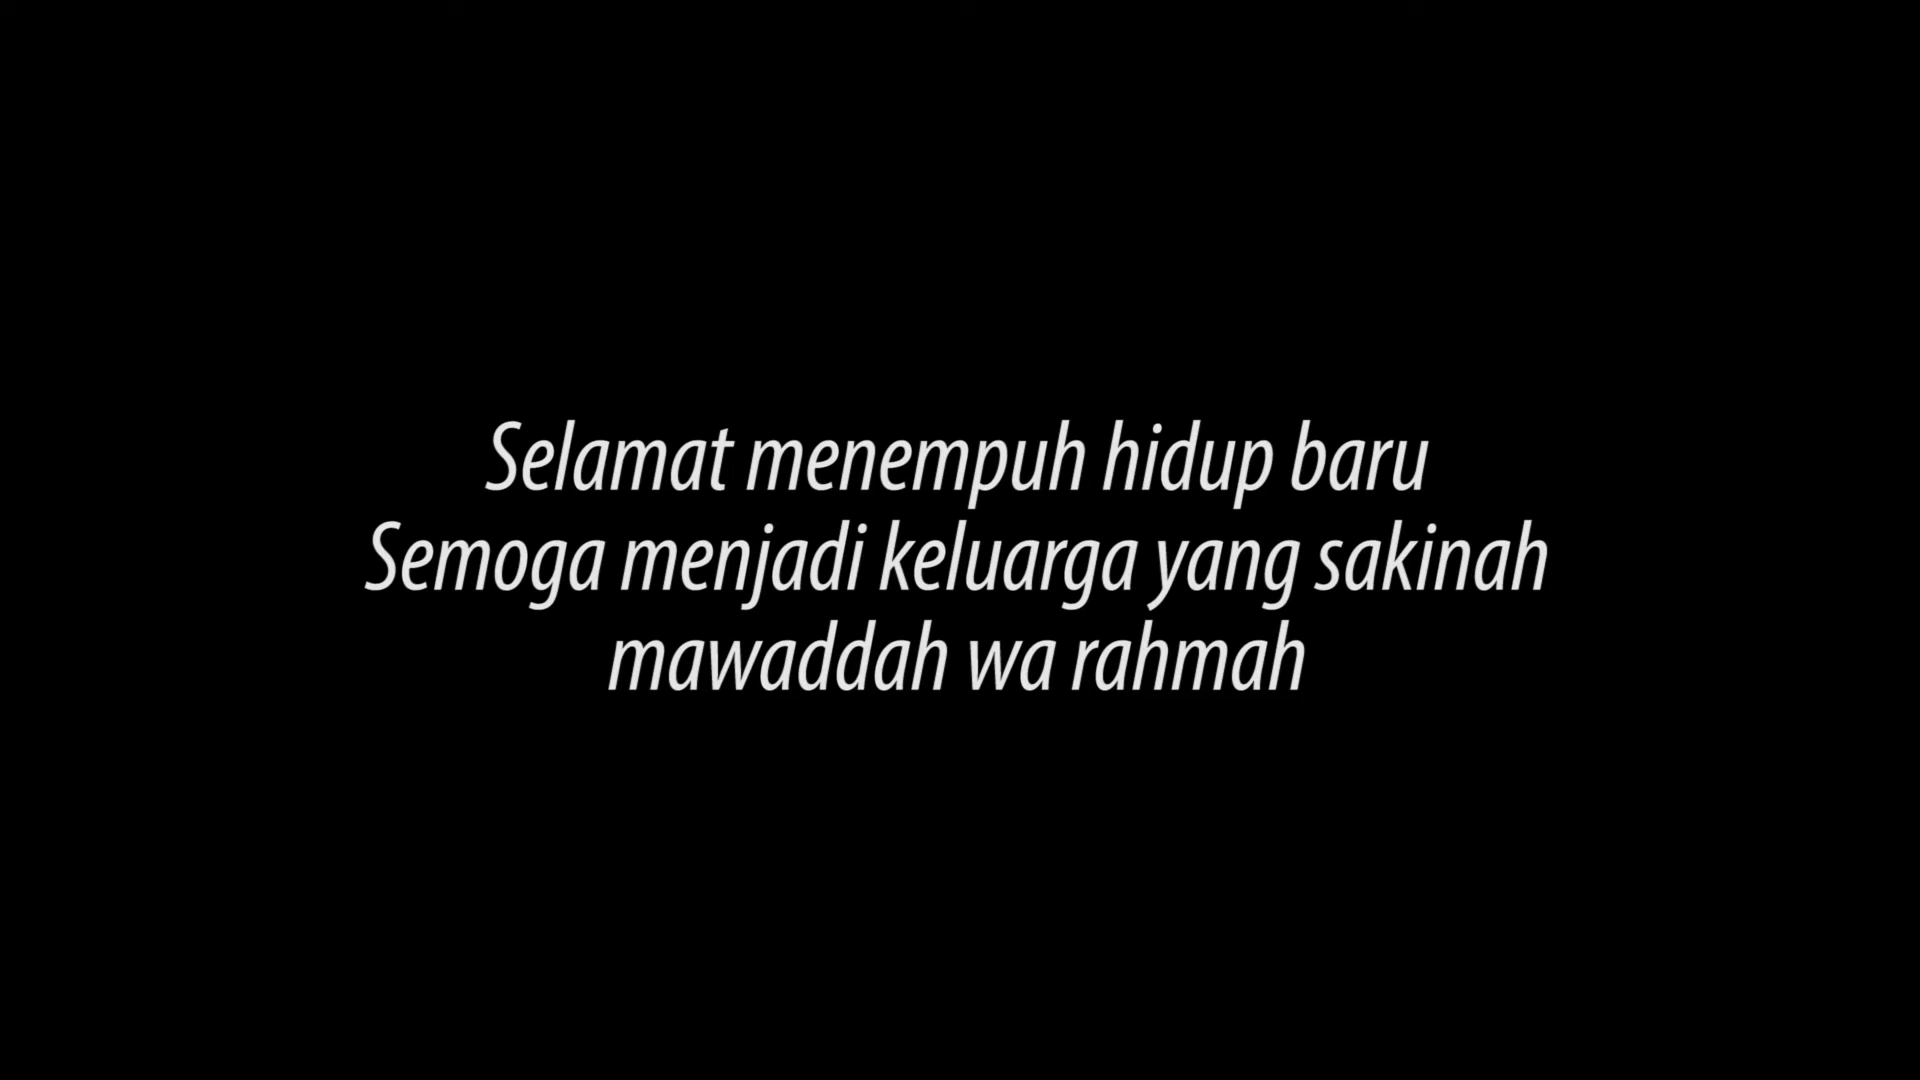 Selamat menempuh hidup baru
Semoga menjadi keluarga yang sakinah
mawaddah wa rahmah